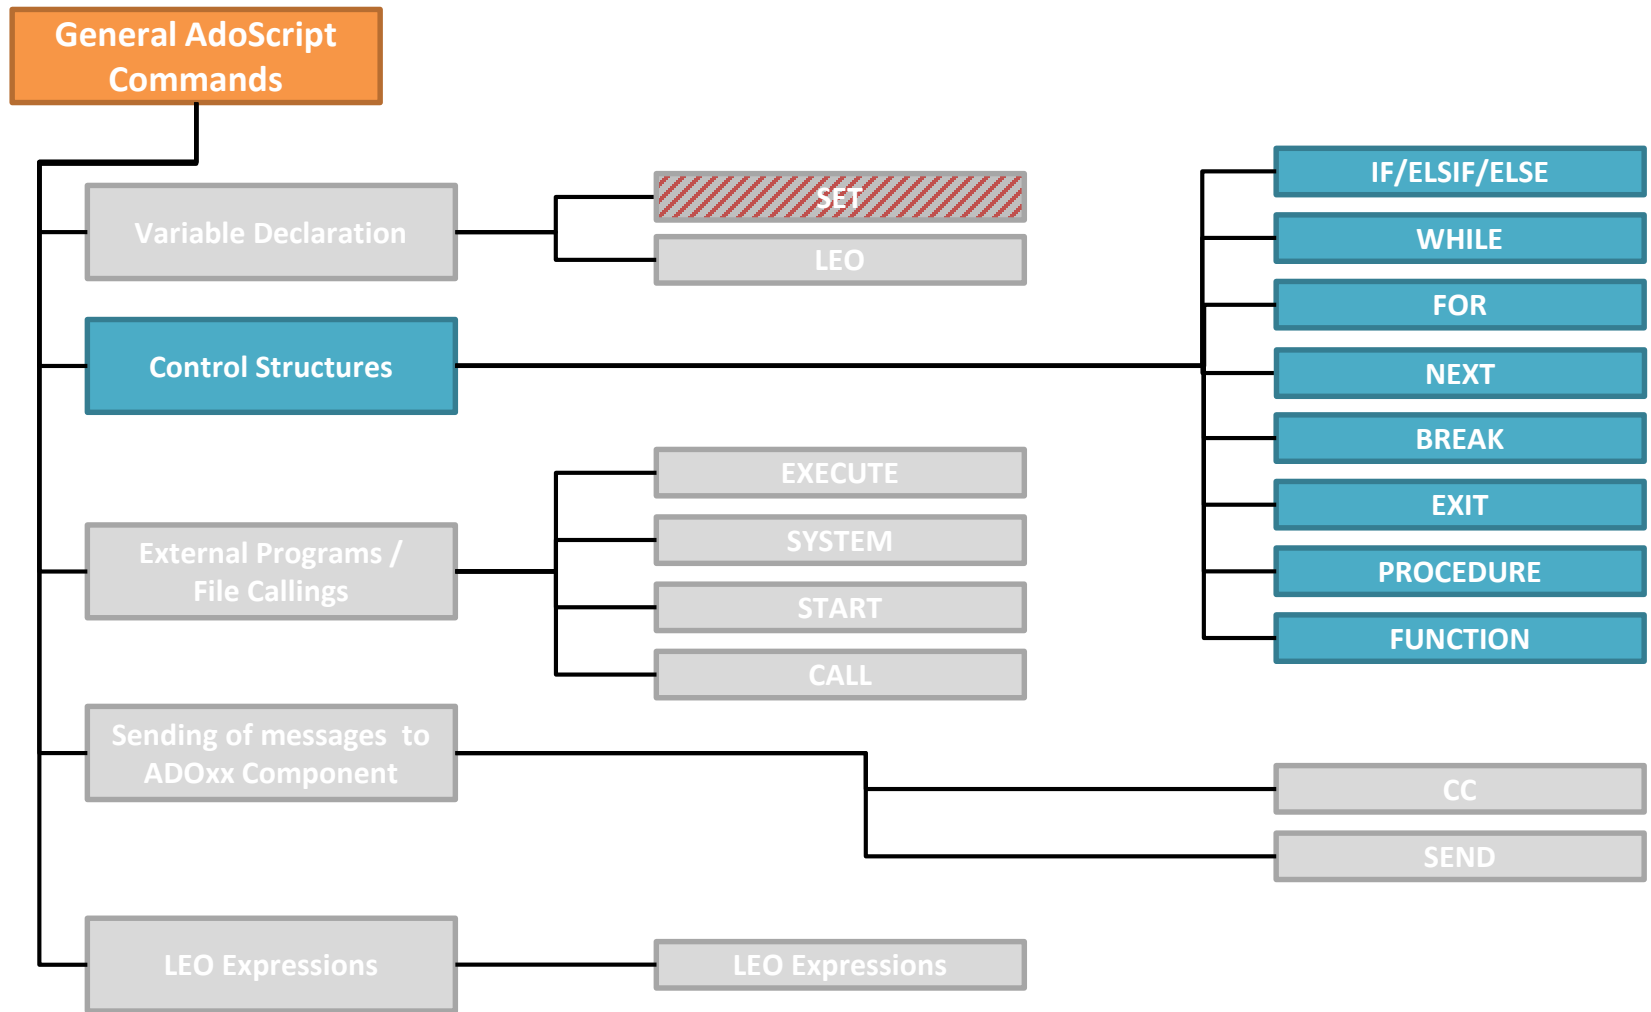 General AdoScript
Commands
Variable Declaration
SET
LEO
Control Structures
IF/ELSIF/ELSE
WHILE
FOR
NEXT
BREAK
EXIT
PROCEDURE
FUNCTION
External Programs /
File Callings
EXECUTE
SYSTEM
START
CALL
Sending of messages  to
ADOxx Component
CC
SEND
LEO Expressions
LEO Expressions